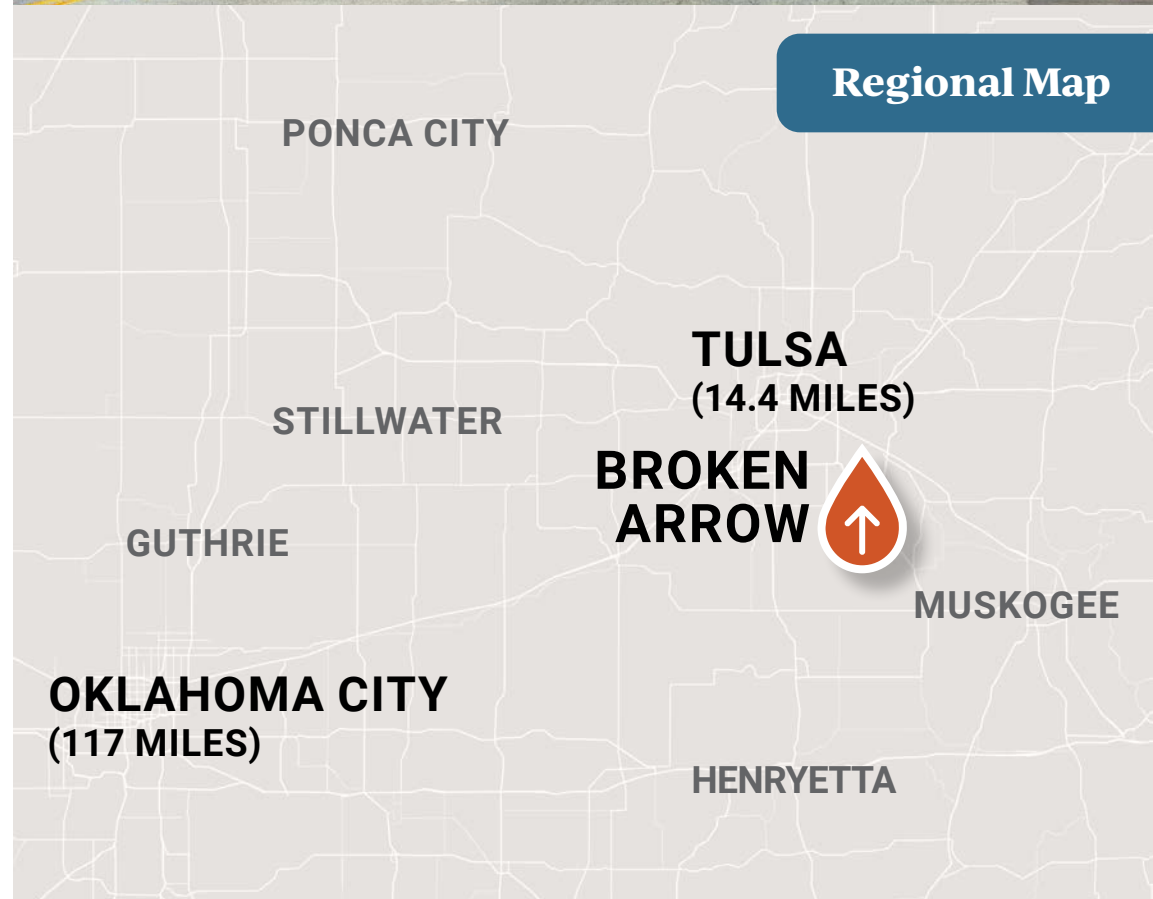 Regional Map
PONCA CITY
TULSA
(14.4 MILES)
STILLWATER
BROKEN
ARROW
GUTHRIE
MUSKOGEE
OKLAHOMA CITY
(117 MILES)
HENRYETTA